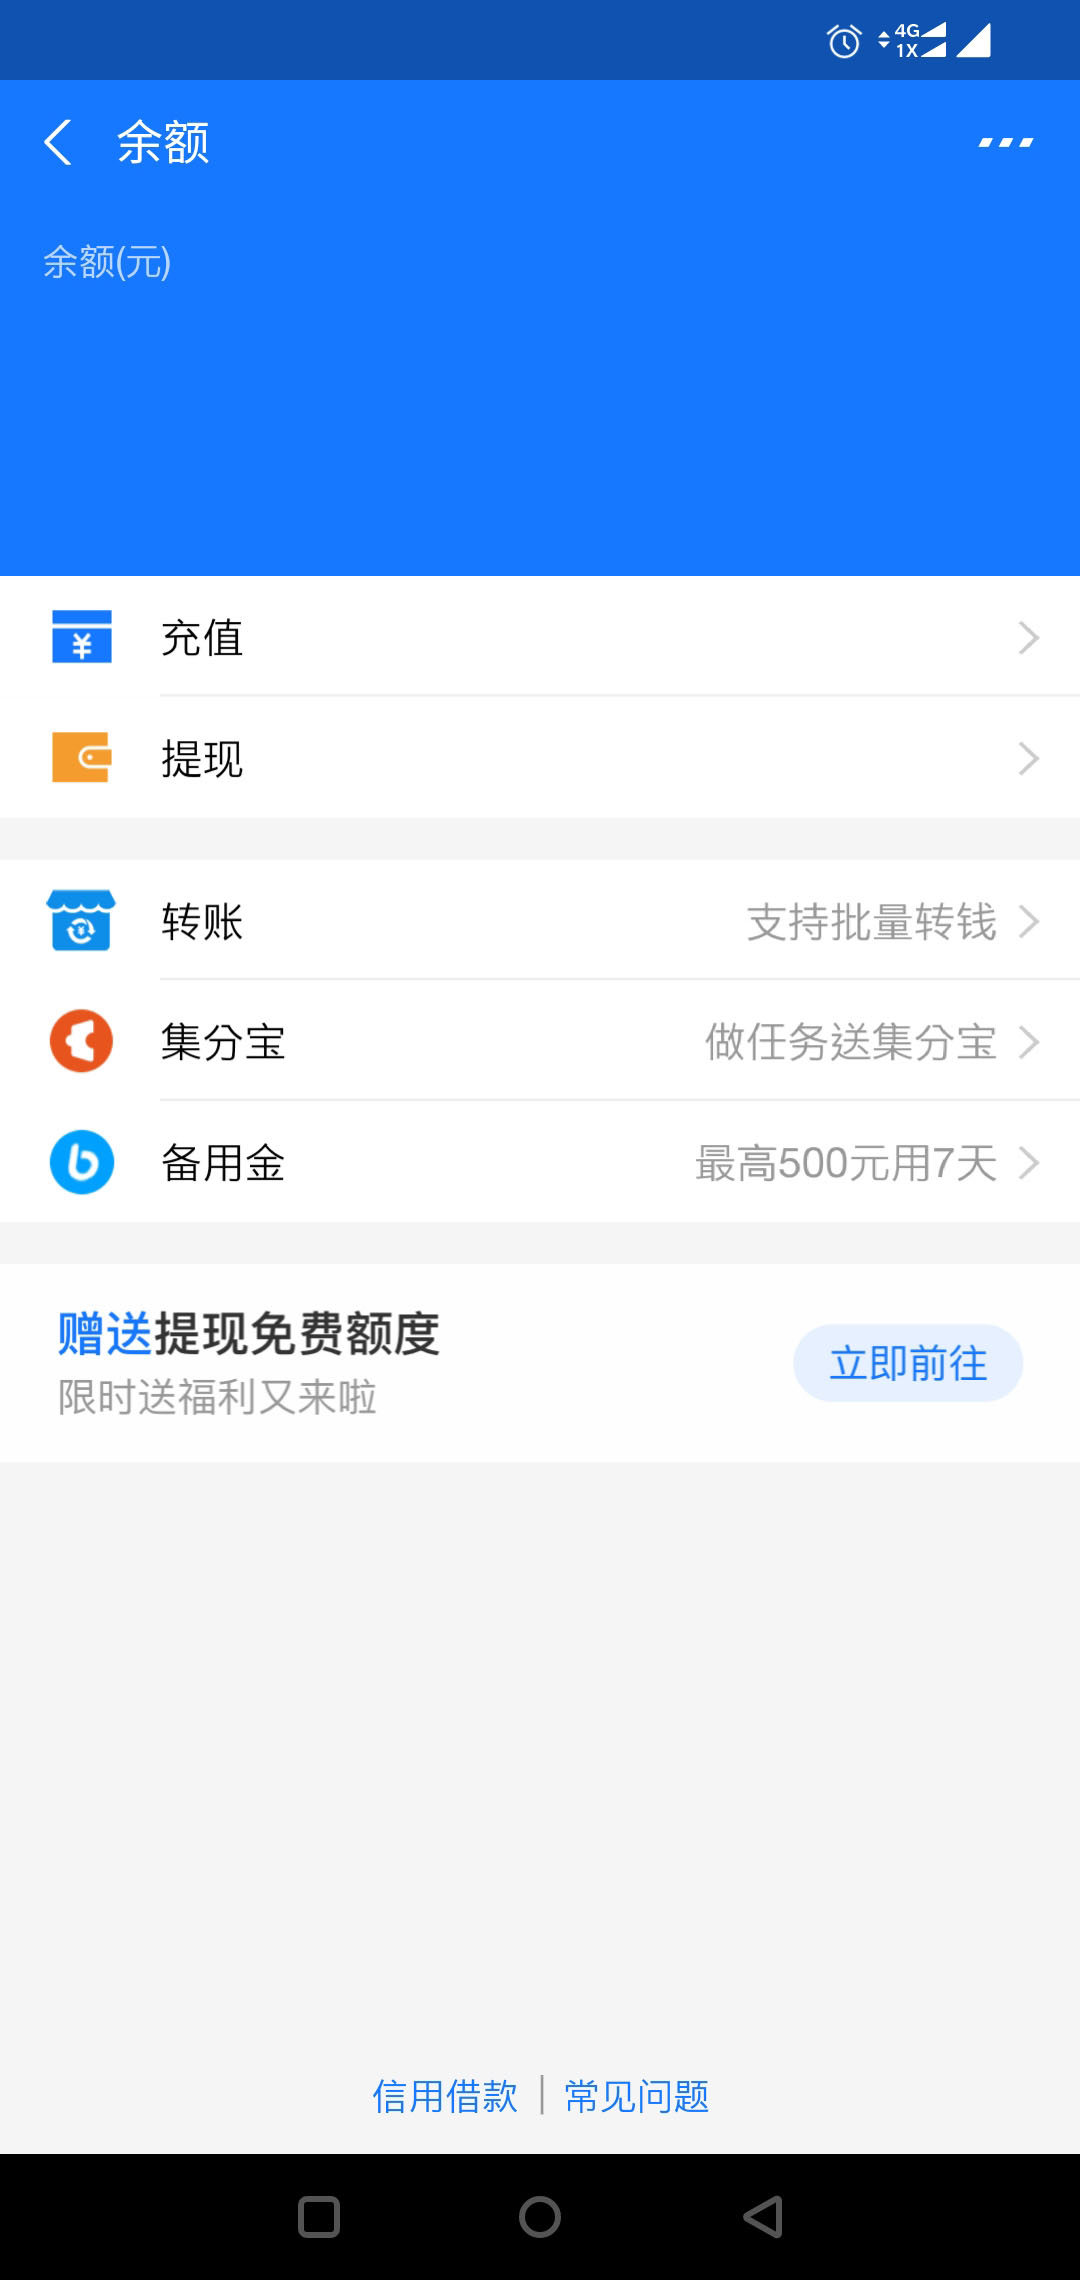 4G
1X
余额
余额(元)
充值
提现
转账 支持批量转钱
集分宝 做任务送集分宝
备用金 最高500元用7天
赠送提现免费额度
限时送福利又来啦
立即前往
信用借款 | 常见问题